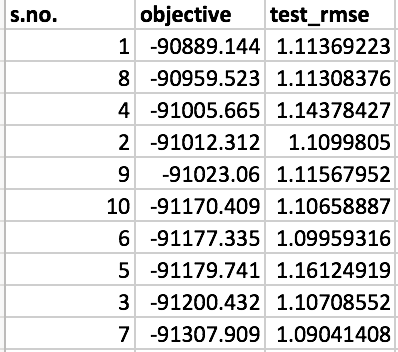 s.no. objective test_rmse
1 -90889.144 1.11369223
8 -90959.523 1.11308376
4 -91005.665 1.14378427
2 -91012.312 1.1099805
9 -91023.06 1.11567952
10 -91170.409 1.10658887
6 -91177.335 1.09959316
5 -91179.741 1.16124919
3 -91200.432 1.10708552
7 -91307.909 1.09041408